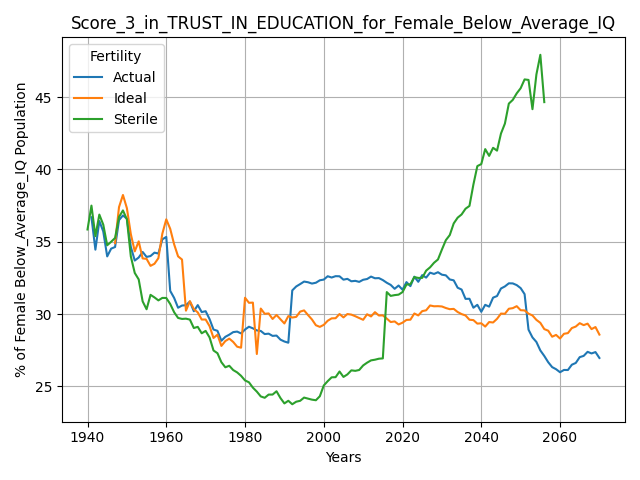 Score_3_in_TRUST_IN_EDUCATION_for_Female_Below_Average_IQ
Fertility
Actual
Ideal
Sterile
% of Female Below_Average_IQ Population
45
40
35
30
25
1940
1960
1980
2000
2020
2040
2060
Years